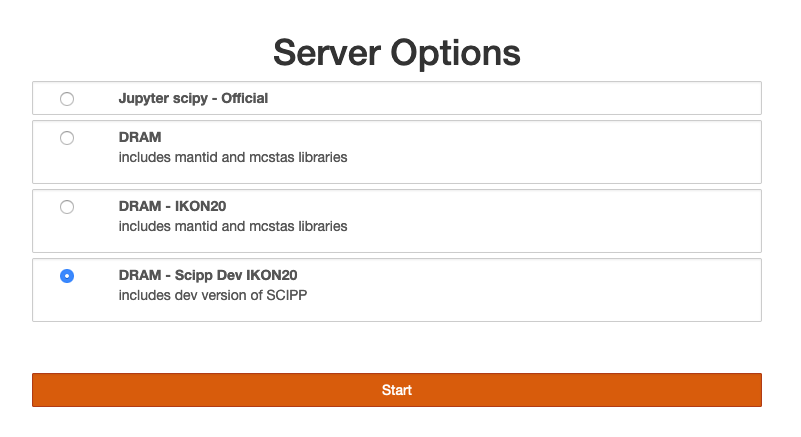 Server Options
Jupyter scipy - Official
DRAM
includes mantid and mcstas libraries
DRAM - IKON20
includes mantid and mcstas libraries
DRAM - Scipp Dev IKON20
includes dev version of SCIPP
Start